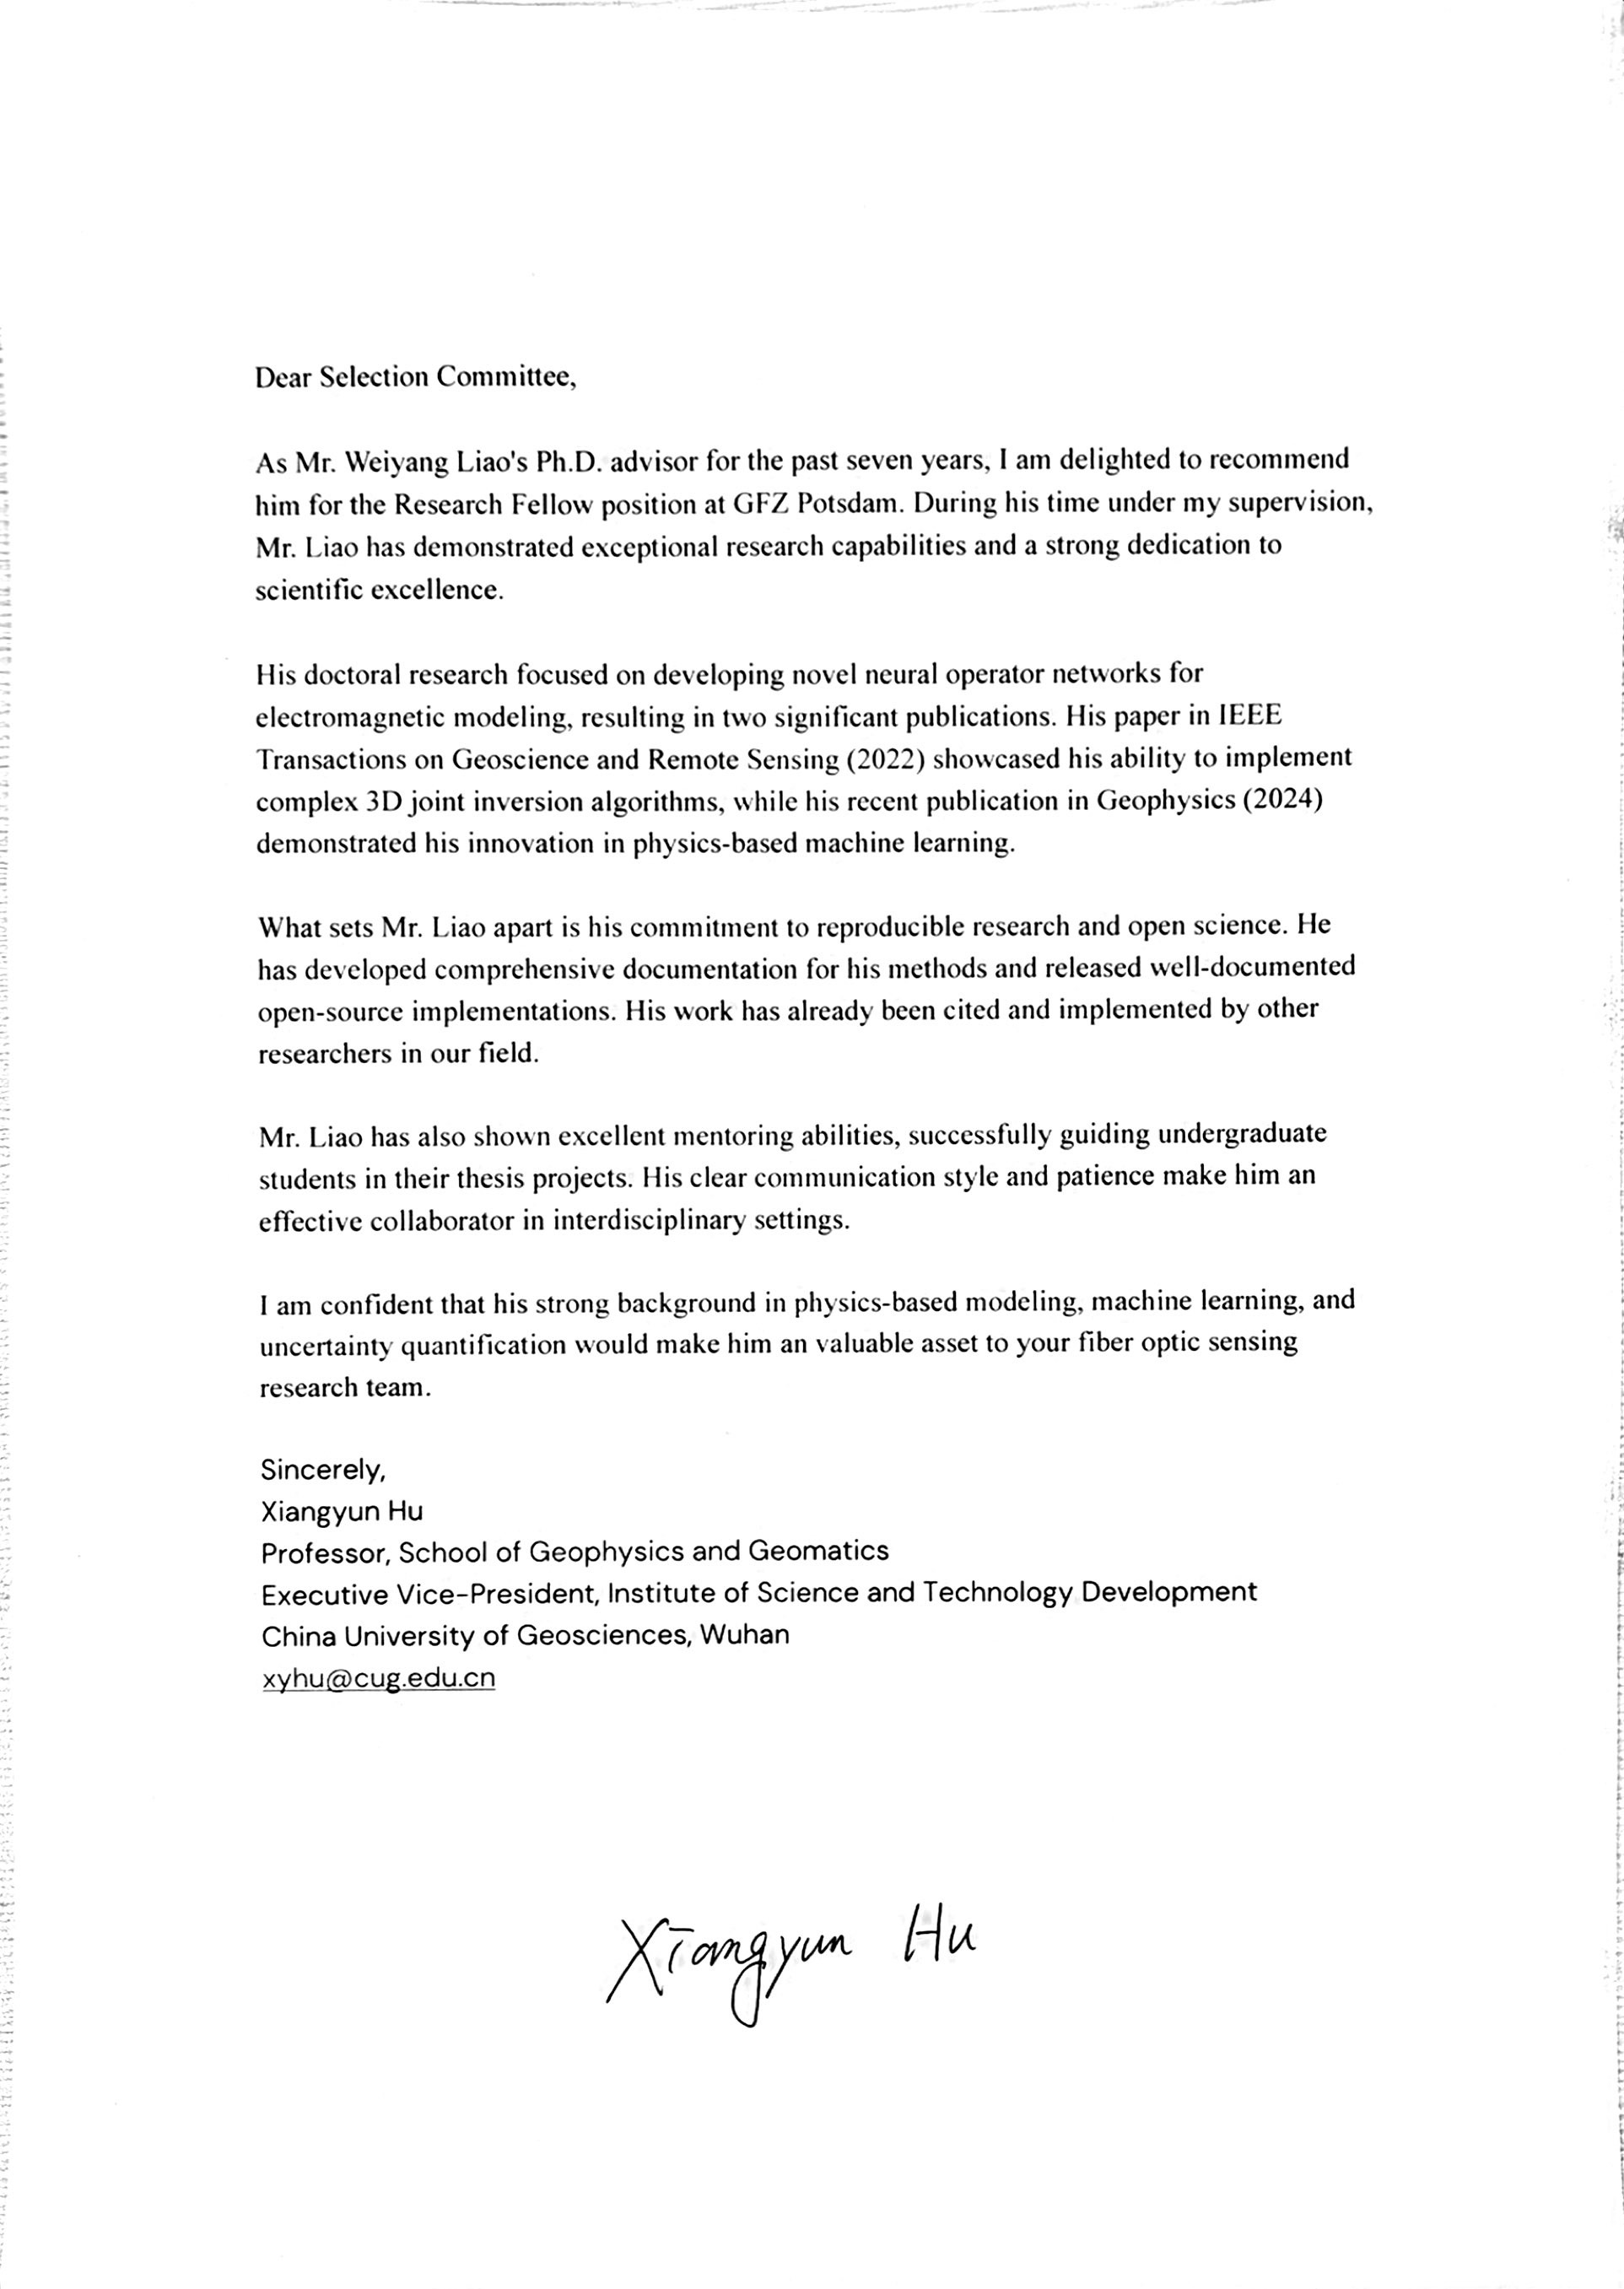 Dear Selection Committee,
As Mr. Weiyang Liao's Ph.D. advisor for the past seven years, I am delighted to recommend
him for the Research Fellow position at GFZ Potsdam. During his time under my supervision,
Mr. Liao has demonstrated exceptional research capabilities and a strong dedication to
scientific excellence.
His doctoral research focused on developing novel neural operator networks for
electromagnetic modeling, resulting in two significant publications. His paper in IEEE
Transactions on Geoscience and Remote Sensing (2022) showcased his ability to implement
complex 3D joint inversion algorithms, while his recent publication in Geophysics (2024)
demonstrated his innovation in physics-based machine learning.
What sets Mr. Liao apart is his commitment to reproducible research and open science. He
has developed comprehensive documentation for his methods and released well-documented
open-source implementations. His work has already been cited and implemented by other
researchers in our field.
Mr. Liao has also shown excellent mentoring abilities, successfully guiding undergraduate
students in their thesis projects. His clear communication style and patience make him an
effective collaborator in interdisciplinary settings.
I am confident that his strong background in physics-based modeling, machine learning, and
uncertainty quantification would make him an valuable asset to your fiber optic sensing
research team.
Sincerely,
Xiangyun Hu
Professor, School of Geophysics and Geomatics
Executive Vice-President, Institute of Science and Technology Development
China University of Geosciences, Wuhan
xyhu@cug.edu.cn
Xiangyun Hu